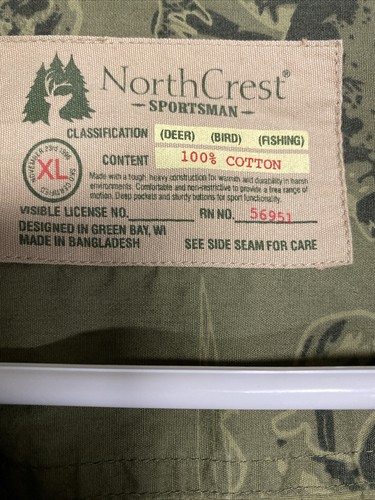 NorthCrest®
SPORTSMAN
CLASSIFICATION (DEER) (BIRD) (FISHING)
CONTENT 100% COTTON
XL
Made with a tough, heavy construction for warmth and durability in harsh
environments. Comfortable and non-restrictive to provide a free range of
motion. Deep pockets and sturdy buttons for sport functionality.
VISIBLE LICENSE NO. RN NO. 56951
DESIGNED IN GREEN BAY, WI
MADE IN BANGLADESH SEE SIDE SEAM FOR CARE